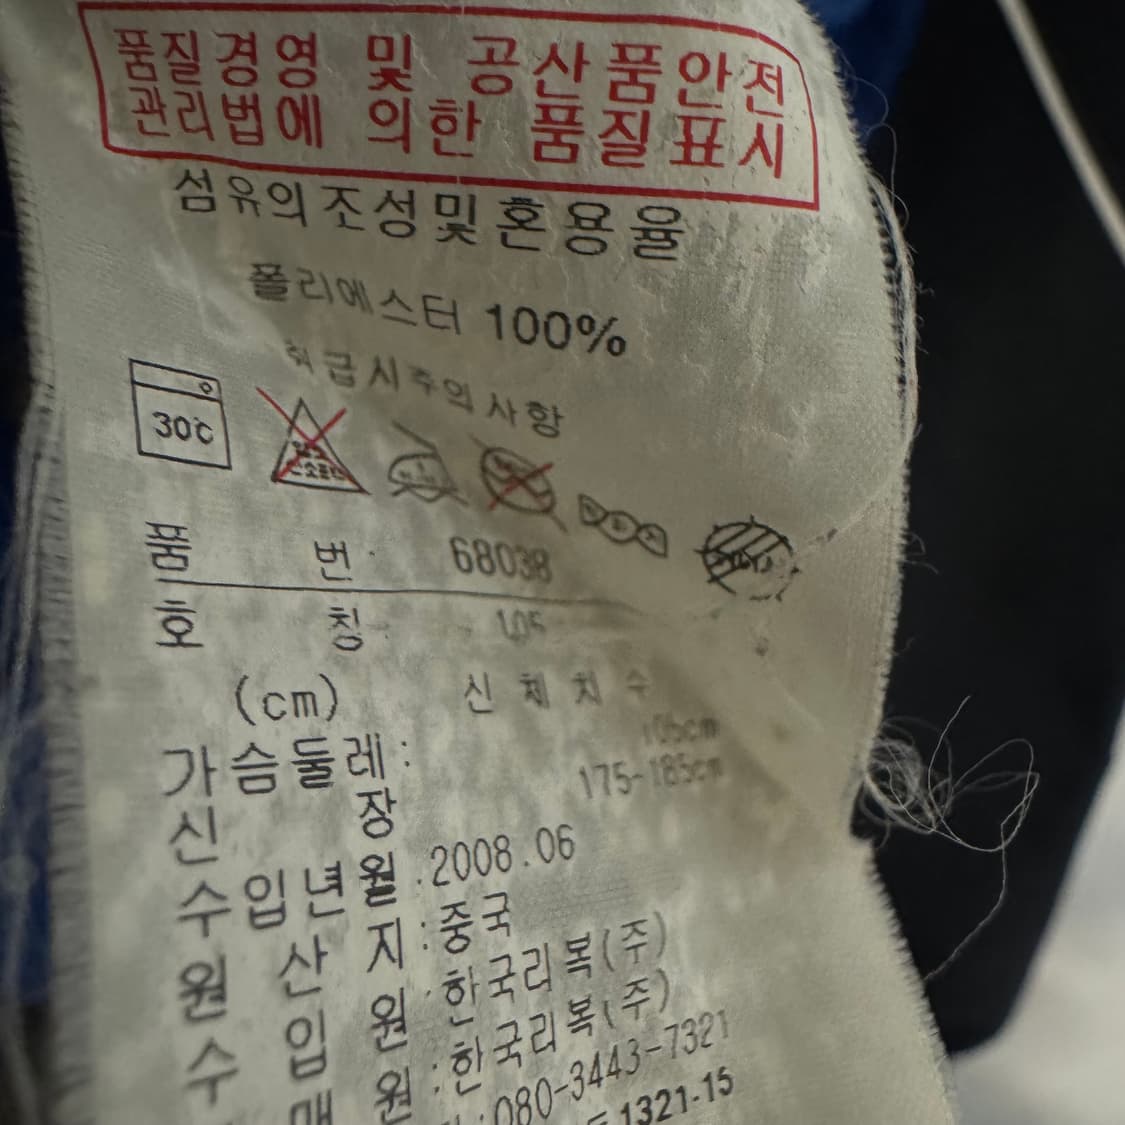 품질경영 및 공산품안전
관리법에 의한 품질표시
섬유의조성및혼용율
폴리에스터 100%
취급시주의사항
30℃
품 번 68038
호 칭 105
(cm) 신체치수
가슴둘레: 105cm
신 장 175-185cm
수입년월:2008.06
원산지:중국
수입원:한국리복(주)
원:한국리복(주)
:080-3443-7321
1321-15